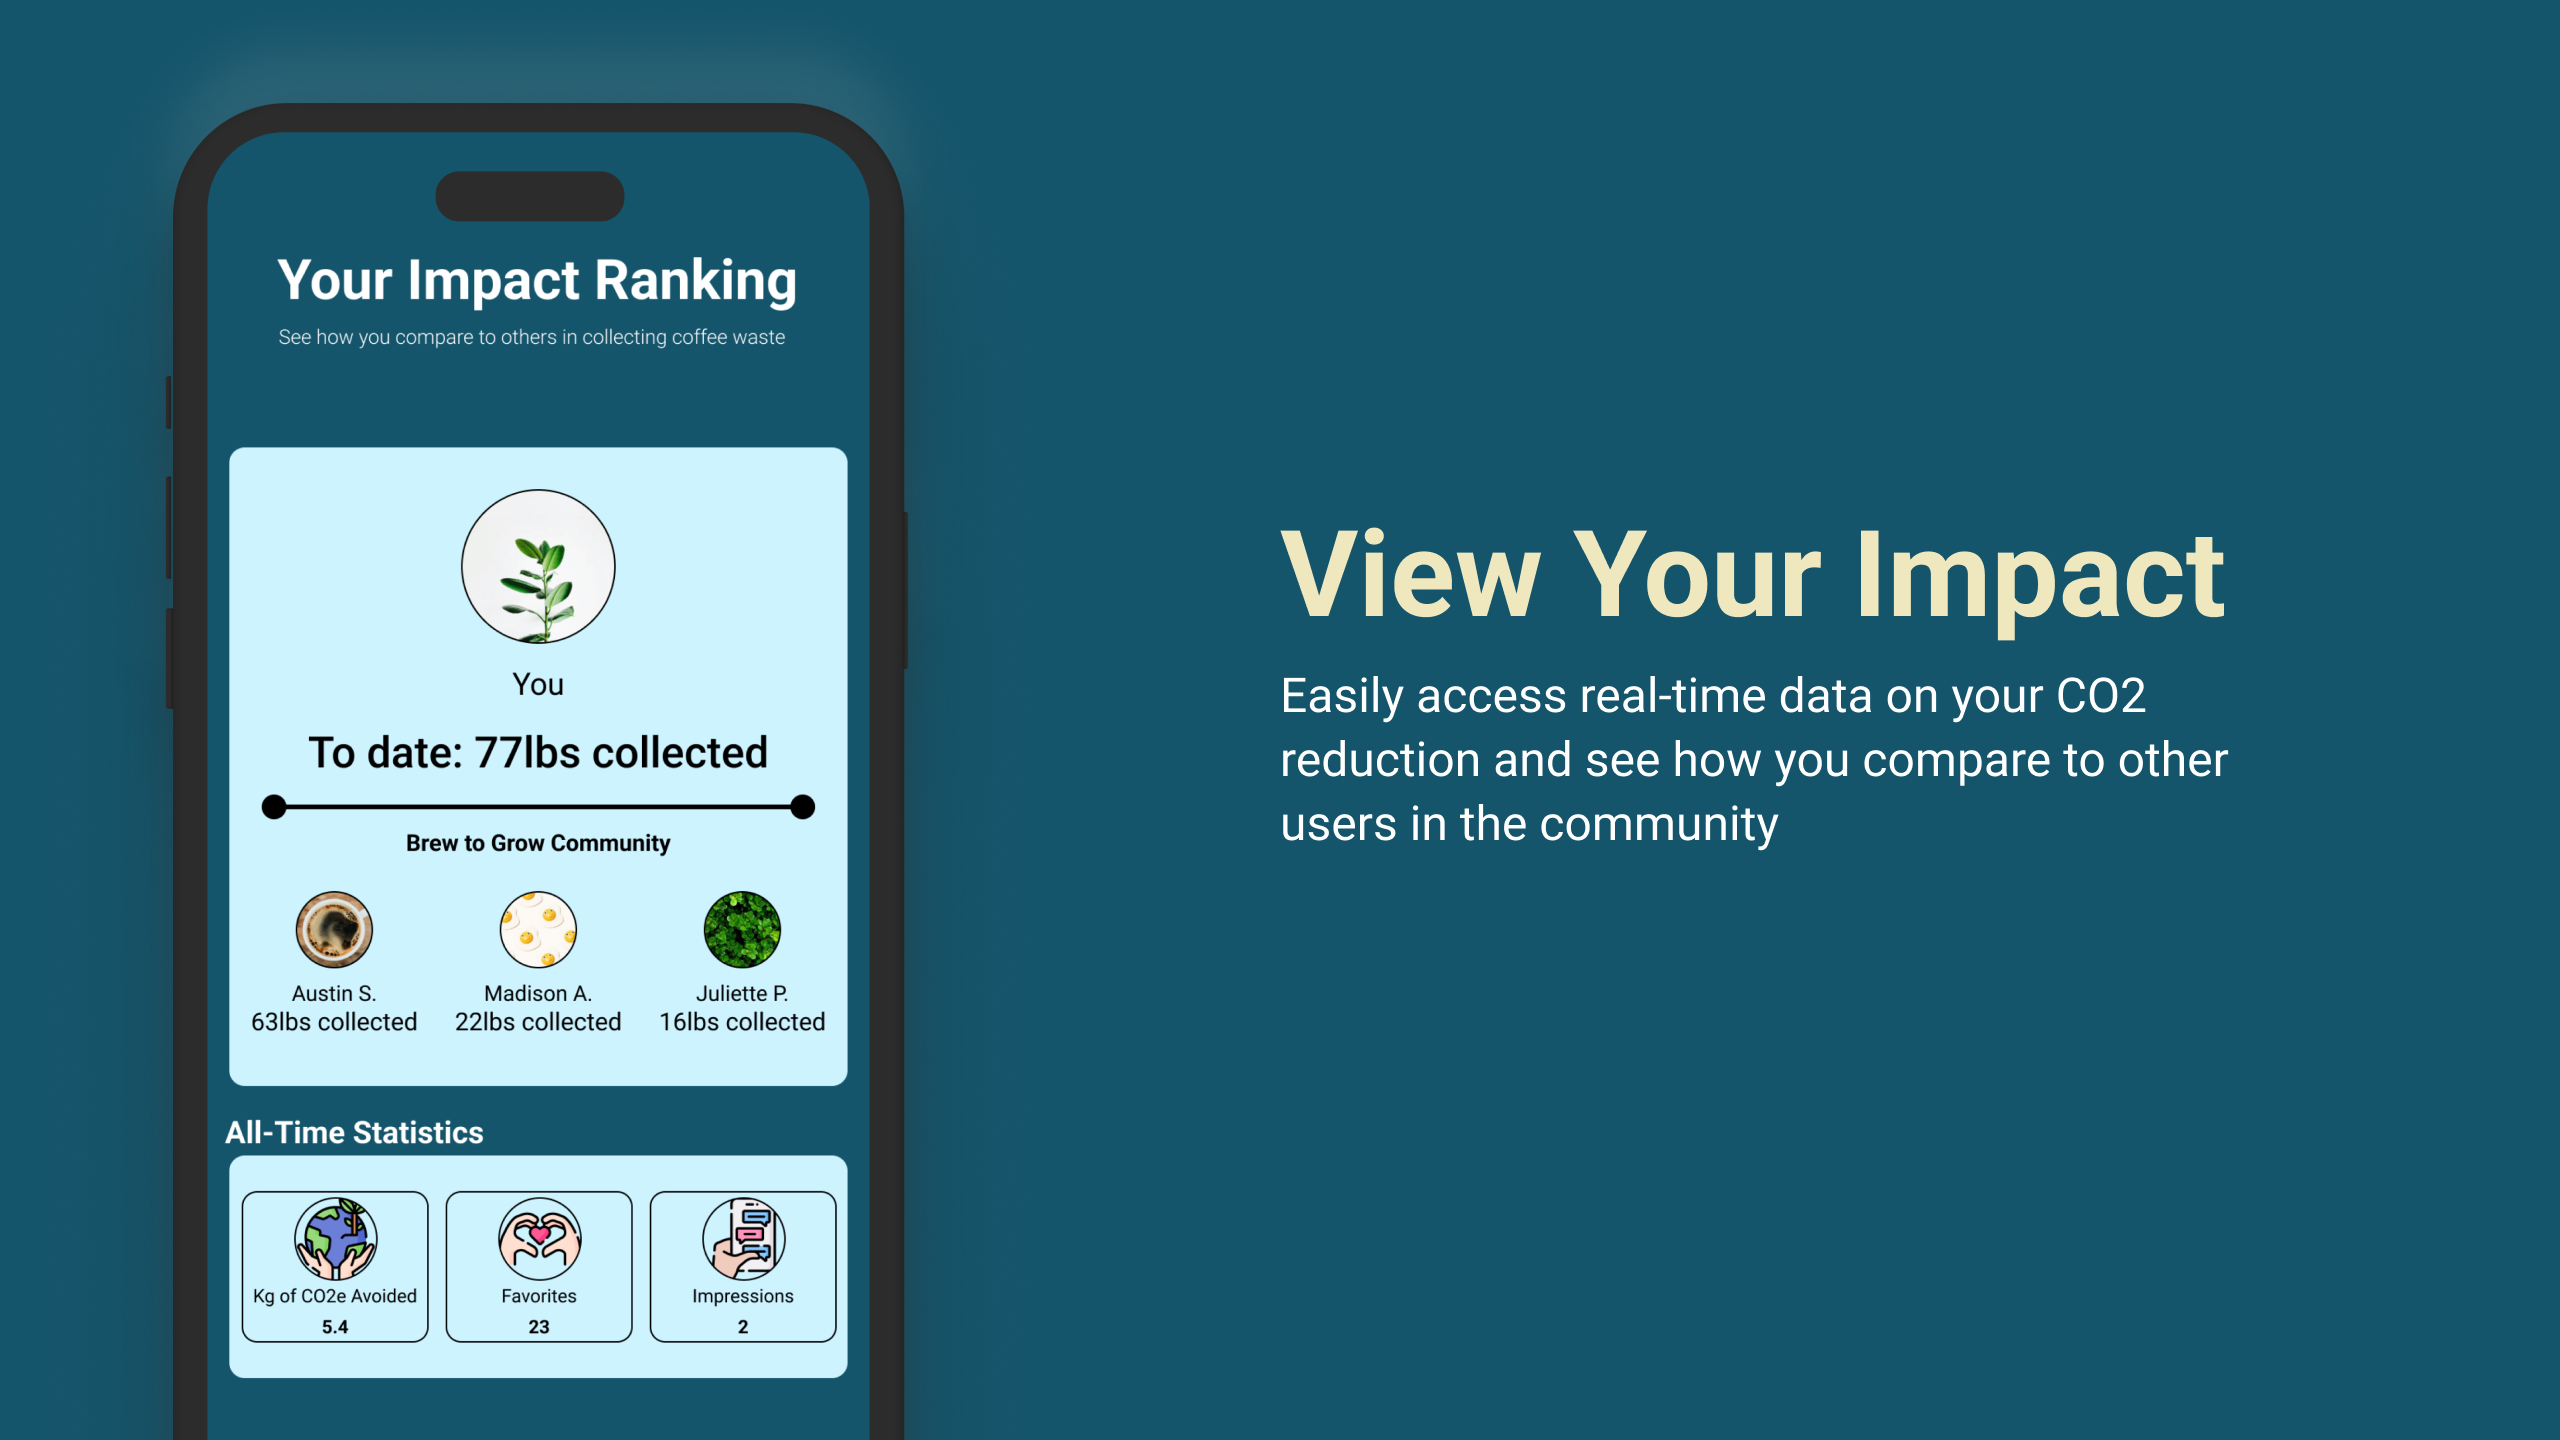 Your Impact Ranking
See how you compare to others in collecting coffee waste
You
To date: 77lbs collected
Brew to Grow Community
Austin S.
63lbs collected
Madison A.
22lbs collected
Juliette P.
16lbs collected
All-Time Statistics
Kg of CO2e Avoided
5.4
Favorites
23
Impressions
2
View Your Impact
Easily access real-time data on your CO2
reduction and see how you compare to other
users in the community